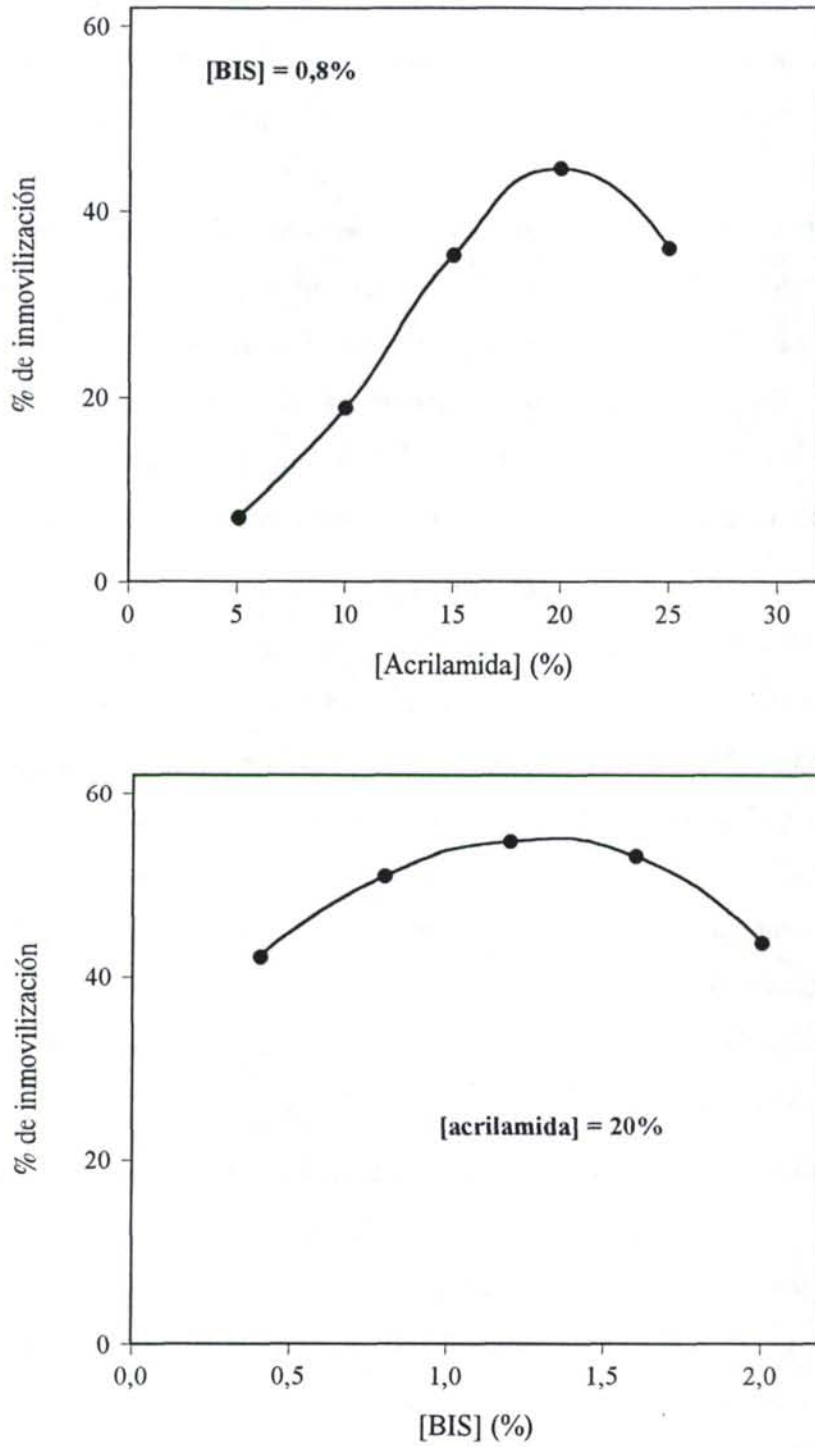 60
[BIS] = 0,8%
40
% de inmovilización
20
0
0 5 10 15 20 25 30
[Acrilamida] (%)
60
40
% de inmovilización
[acrilamida] = 20%
20
0
0,0 0,5 1,0 1,5 2,0
[BIS] (%)